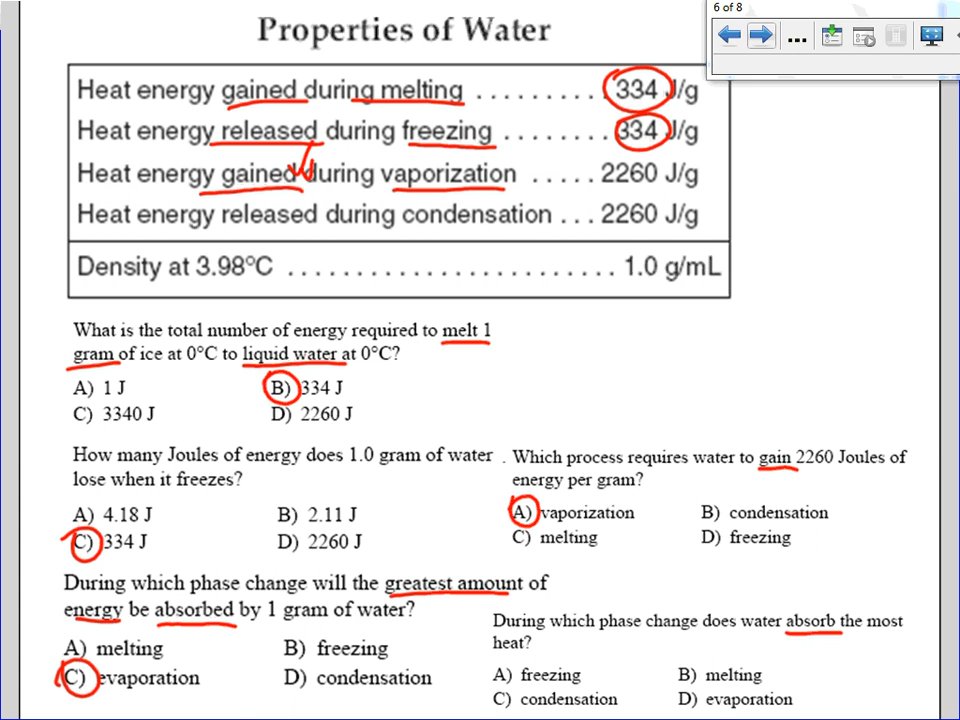 6 of 8
Properties of Water
Heat energy gained during melting . . . . . . . . . . 334 J/g
Heat energy released during freezing . . . . . . . . 334 J/g
Heat energy gained during vaporization . . . . . 2260 J/g
Heat energy released during condensation . . . 2260 J/g
Density at 3.98°C . . . . . . . . . . . . . . . . . . . . . . . . 1.0 g/mL
What is the total number of energy required to melt 1
gram of ice at 0°C to liquid water at 0°C?
A) 1 J B) 334 J
C) 3340 J D) 2260 J
How many Joules of energy does 1.0 gram of water
lose when it freezes?
A) 4.18 J B) 2.11 J
C) 334 J D) 2260 J
. Which process requires water to gain 2260 Joules of
energy per gram?
A) vaporization B) condensation
C) melting D) freezing
During which phase change will the greatest amount of
energy be absorbed by 1 gram of water?
A) melting B) freezing
C) evaporation D) condensation
During which phase change does water absorb the most
heat?
A) freezing B) melting
C) condensation D) evaporation